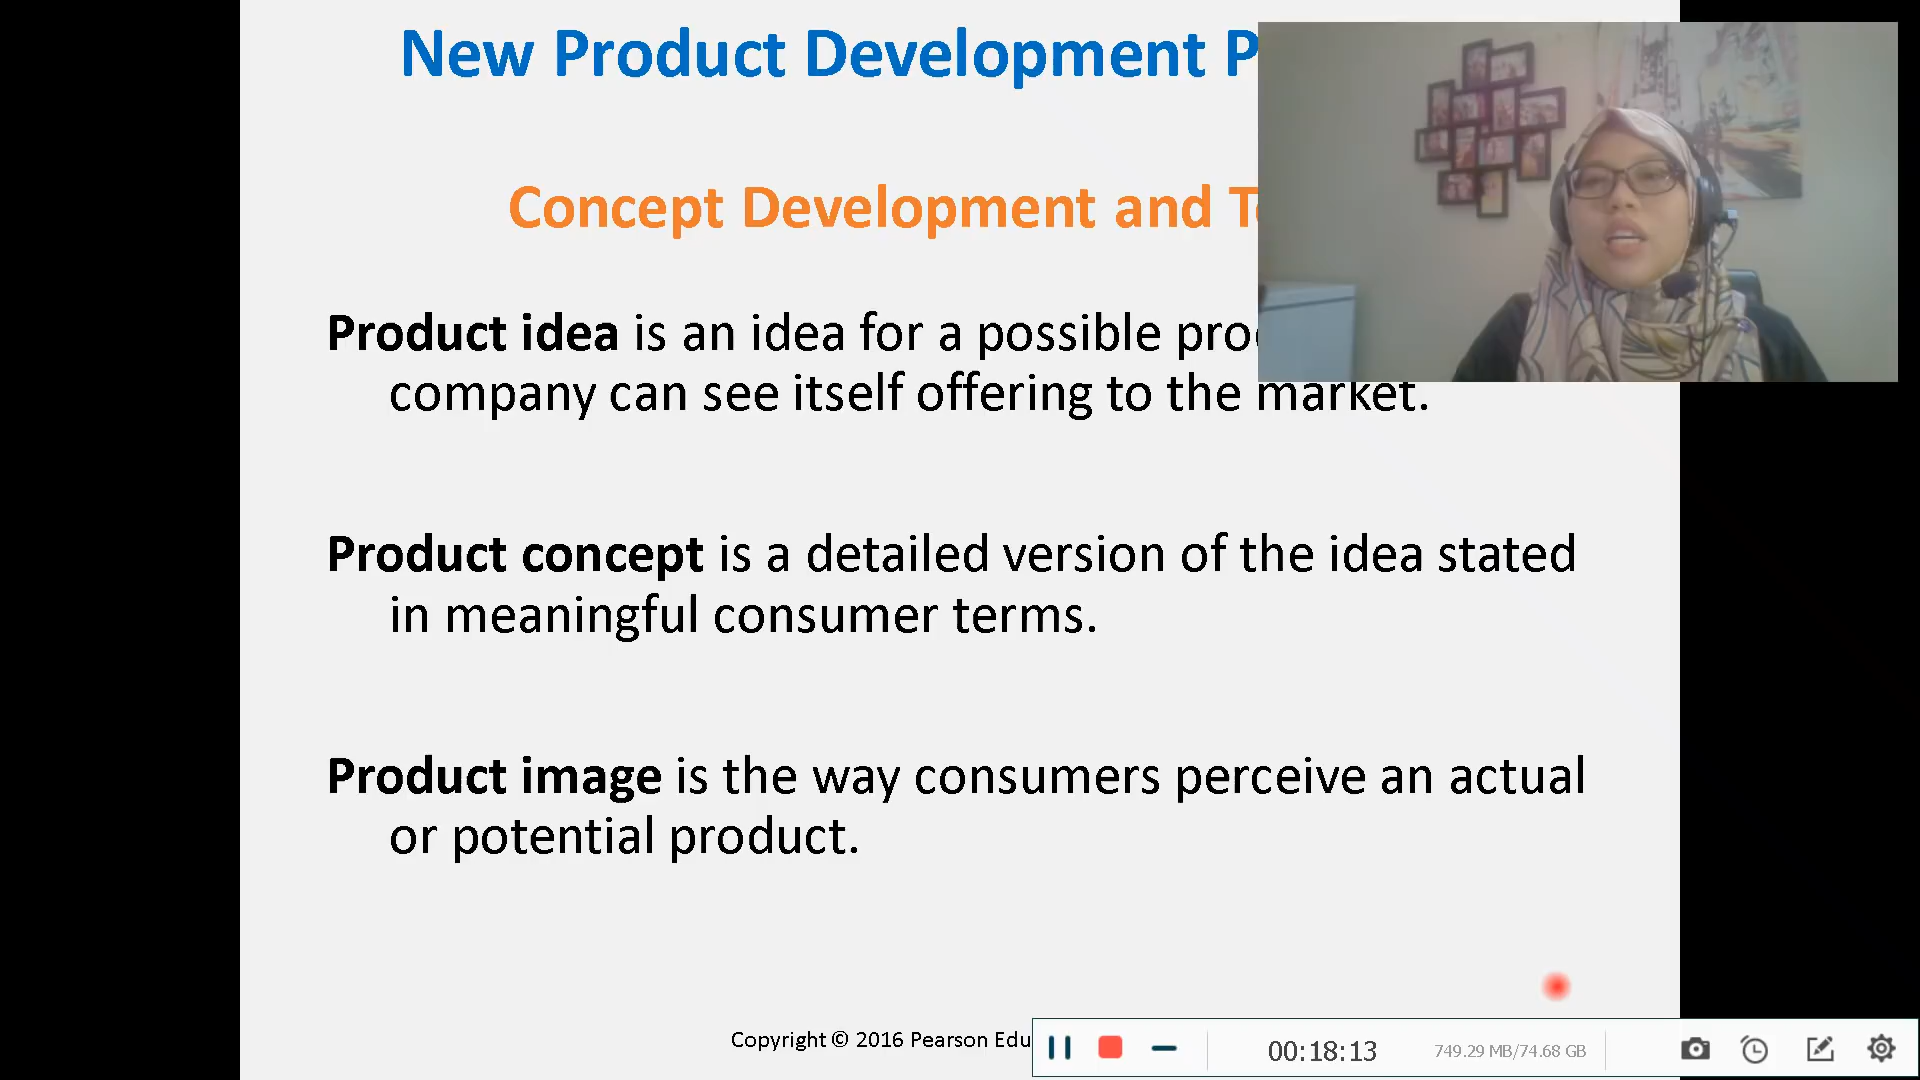 New Product Development P
Concept Development and T
Product idea is an idea for a possible pro
company can see itself offering to the market.
Product concept is a detailed version of the idea stated
in meaningful consumer terms.
Product image is the way consumers perceive an actual
or potential product.
Copyright © 2016 Pearson Edu
00:18:13
749.29 MB/74.68 GB